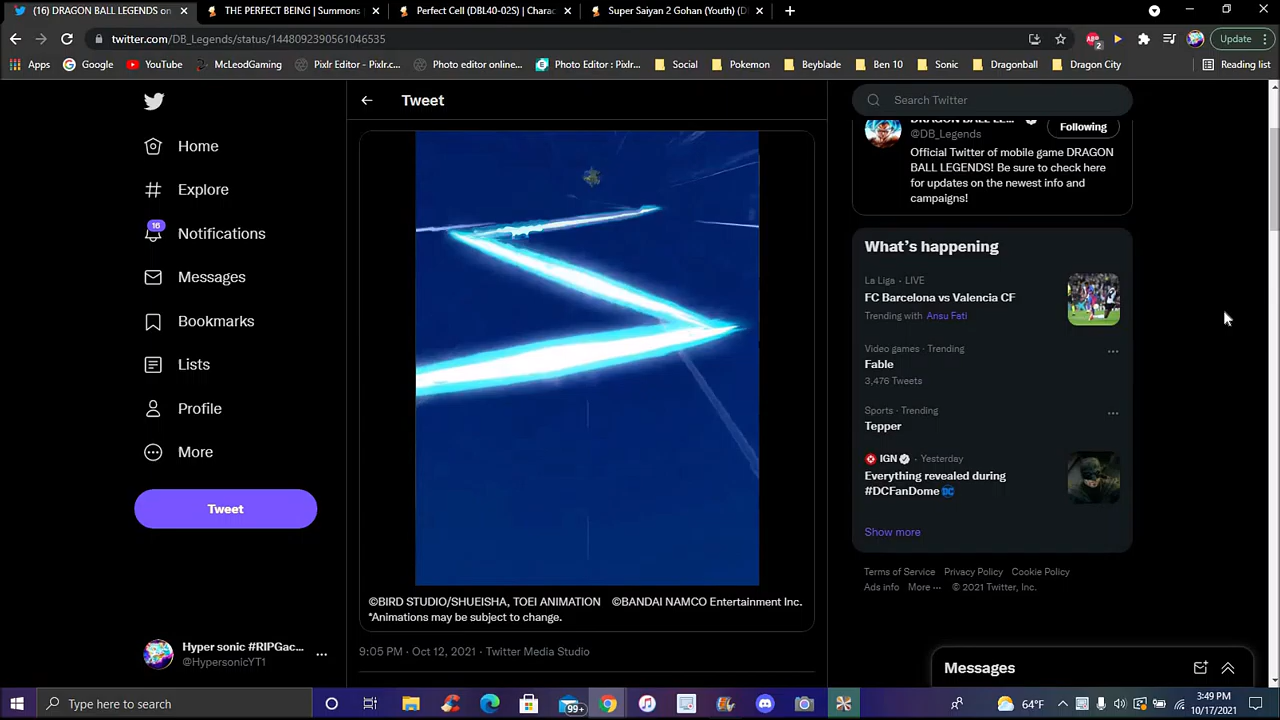 (16) DRAGON BALL LEGENDS on
THE PERFECT BEING | Summons
Perfect Cell (DBL40-02S) | Charac
Super Saiyan 2 Gohan (Youth) (D
twitter.com/DB_Legends/status/1448092390561046535
2
Update
Apps
Google
YouTube
McLeodGaming
Pixlr Editor - Pixlr.c...
Photo editor online...
Photo Editor : Pixlr...
Social
Pokemon
Beyblade
Ben 10
Sonic
Dragonball
Dragon City
Reading list
Home
Explore
16
Notifications
Messages
Bookmarks
Lists
Profile
More
Tweet
Hyper sonic #RIPGac...
@HypersonicYT1
Tweet
©BIRD STUDIO/SHUEISHA, TOEI ANIMATION ©BANDAI NAMCO Entertainment Inc.
*Animations may be subject to change.
9:05 PM · Oct 12, 2021 · Twitter Media Studio
Search Twitter
DRAGON BALL LE...
@DB_Legends
Following
Official Twitter of mobile game DRAGON
BALL LEGENDS! Be sure to check here
for updates on the newest info and
campaigns!
What's happening
La Liga · LIVE
FC Barcelona vs Valencia CF
Trending with Ansu Fati
Video games · Trending
Fable
3,476 Tweets
Sports · Trending
Tepper
IGN · Yesterday
Everything revealed during
#DCFanDome
Show more
Terms of Service Privacy Policy Cookie Policy
Ads info More ··· © 2021 Twitter, Inc.
Messages
Type here to search
99+
64°F
3:49 PM
10/17/2021